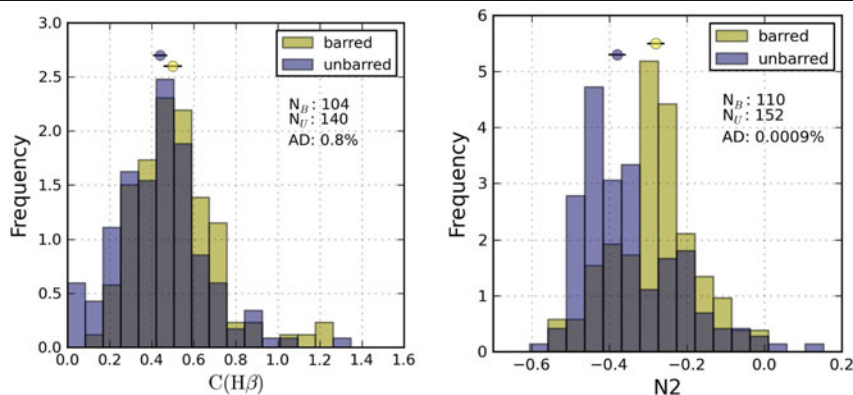 3.0
2.5
2.0
1.5
1.0
0.5
0.0
Frequency
barred
unbarred
N_B: 104
N_U: 140
AD: 0.8%
0.0 0.2 0.4 0.6 0.8 1.0 1.2 1.4 1.6
C(Hβ)
6
5
4
3
2
1
0
Frequency
barred
unbarred
N_B: 110
N_U: 152
AD: 0.0009%
−0.6 −0.4 −0.2 0.0 0.2
N2